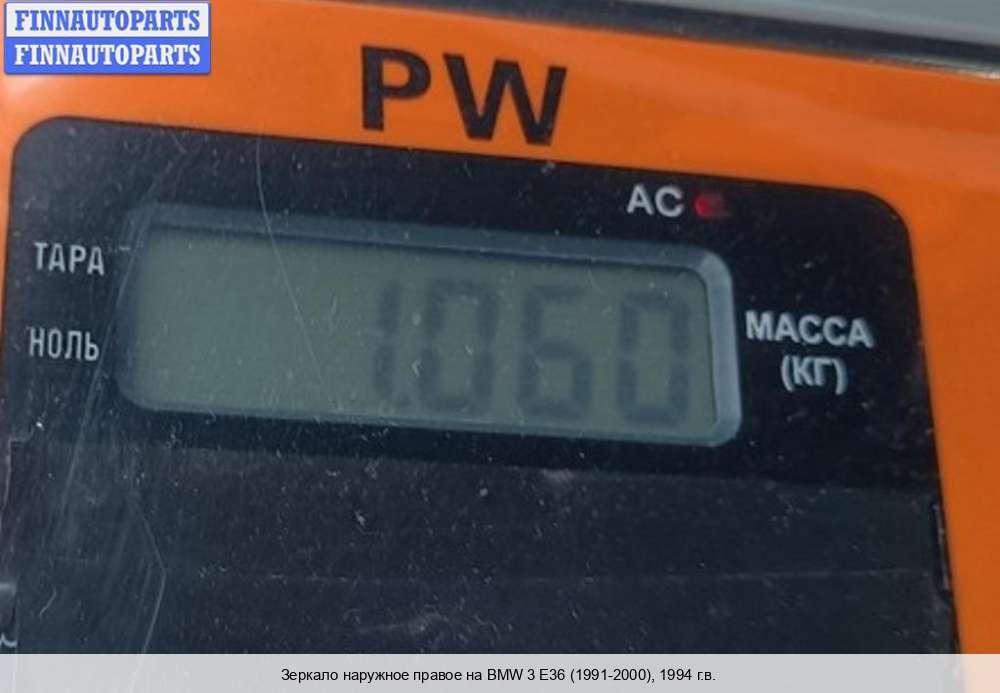 FINNAUTOPARTS
FINNAUTOPARTS
PW
AC
ТАРА
1.060
НОЛЬ
МАССА
(КГ)
Зеркало наружное правое на BMW 3 E36 (1991-2000), 1994 г.в.